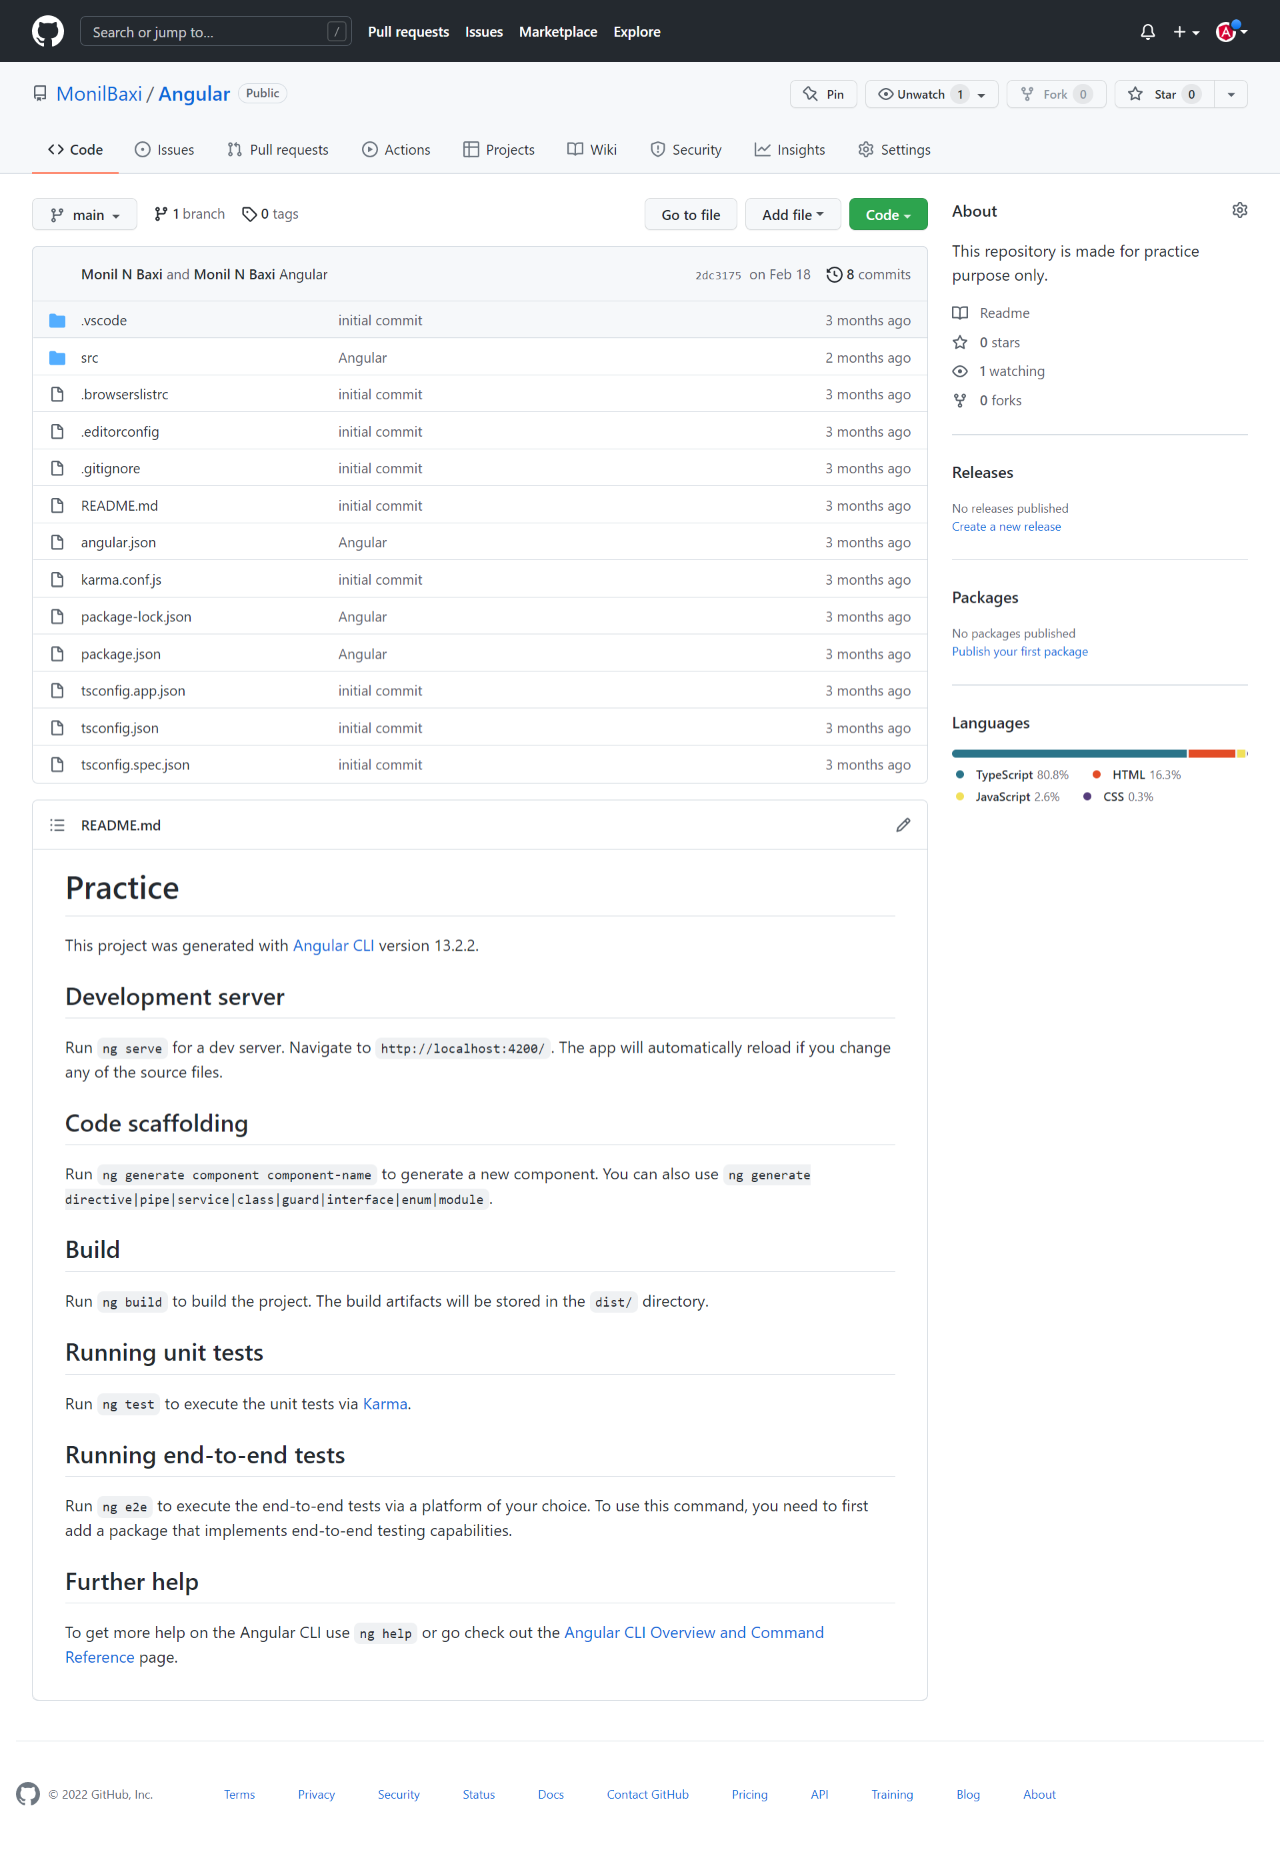 Search or jump to... /
Pull requests Issues Marketplace Explore
MonilBaxi / Angular Public
Pin Unwatch 1 Fork 0 Star 0
Code Issues Pull requests Actions Projects Wiki Security Insights Settings
main 1 branch 0 tags Go to file Add file Code
Monil N Baxi and Monil N Baxi Angular 2dc3175 on Feb 18 8 commits
.vscode initial commit 3 months ago
src Angular 2 months ago
.browserslistrc initial commit 3 months ago
.editorconfig initial commit 3 months ago
.gitignore initial commit 3 months ago
README.md initial commit 3 months ago
angular.json Angular 3 months ago
karma.conf.js initial commit 3 months ago
package-lock.json Angular 3 months ago
package.json Angular 3 months ago
tsconfig.app.json initial commit 3 months ago
tsconfig.json initial commit 3 months ago
tsconfig.spec.json initial commit 3 months ago
README.md
Practice
This project was generated with Angular CLI version 13.2.2.
Development server
Run ng serve for a dev server. Navigate to http://localhost:4200/. The app will automatically reload if you change
any of the source files.
Code scaffolding
Run ng generate component component-name to generate a new component. You can also use ng generate
directive|pipe|service|class|guard|interface|enum|module.
Build
Run ng build to build the project. The build artifacts will be stored in the dist/ directory.
Running unit tests
Run ng test to execute the unit tests via Karma.
Running end-to-end tests
Run ng e2e to execute the end-to-end tests via a platform of your choice. To use this command, you need to first
add a package that implements end-to-end testing capabilities.
Further help
To get more help on the Angular CLI use ng help or go check out the Angular CLI Overview and Command
Reference page.
About
This repository is made for practice
purpose only.
Readme
0 stars
1 watching
0 forks
Releases
No releases published
Create a new release
Packages
No packages published
Publish your first package
Languages
TypeScript 80.8% HTML 16.3%
JavaScript 2.6% CSS 0.3%
© 2022 GitHub, Inc. Terms Privacy Security Status Docs Contact GitHub Pricing API Training Blog About